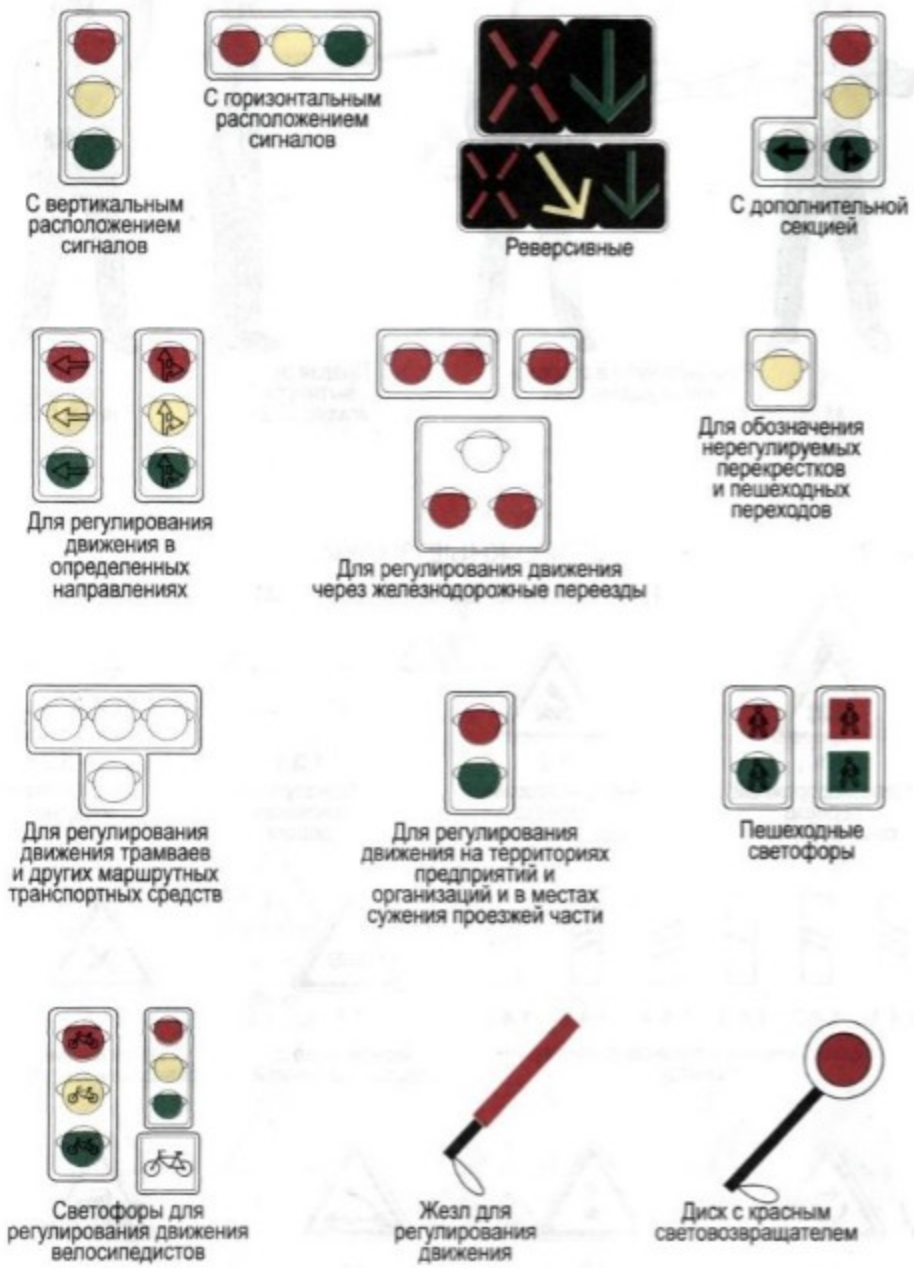 С вертикальным
расположением
сигналов
С горизонтальным
расположением
сигналов
Реверсивные
С дополнительной
секцией
Для регулирования
движения в
определенных
направлениях
Для регулирования движения
через железнодорожные переезды
Для обозначения
нерегулируемых
перекрестков
и пешеходных
переходов
Для регулирования
движения трамваев
и других маршрутных
транспортных средств
Для регулирования
движения на территориях
предприятий и
организаций и в местах
сужения проезжей части
Пешеходные
светофоры
Светофоры для
регулирования движения
велосипедистов
Жезл для
регулирования
движения
Диск с красным
световозвращателем